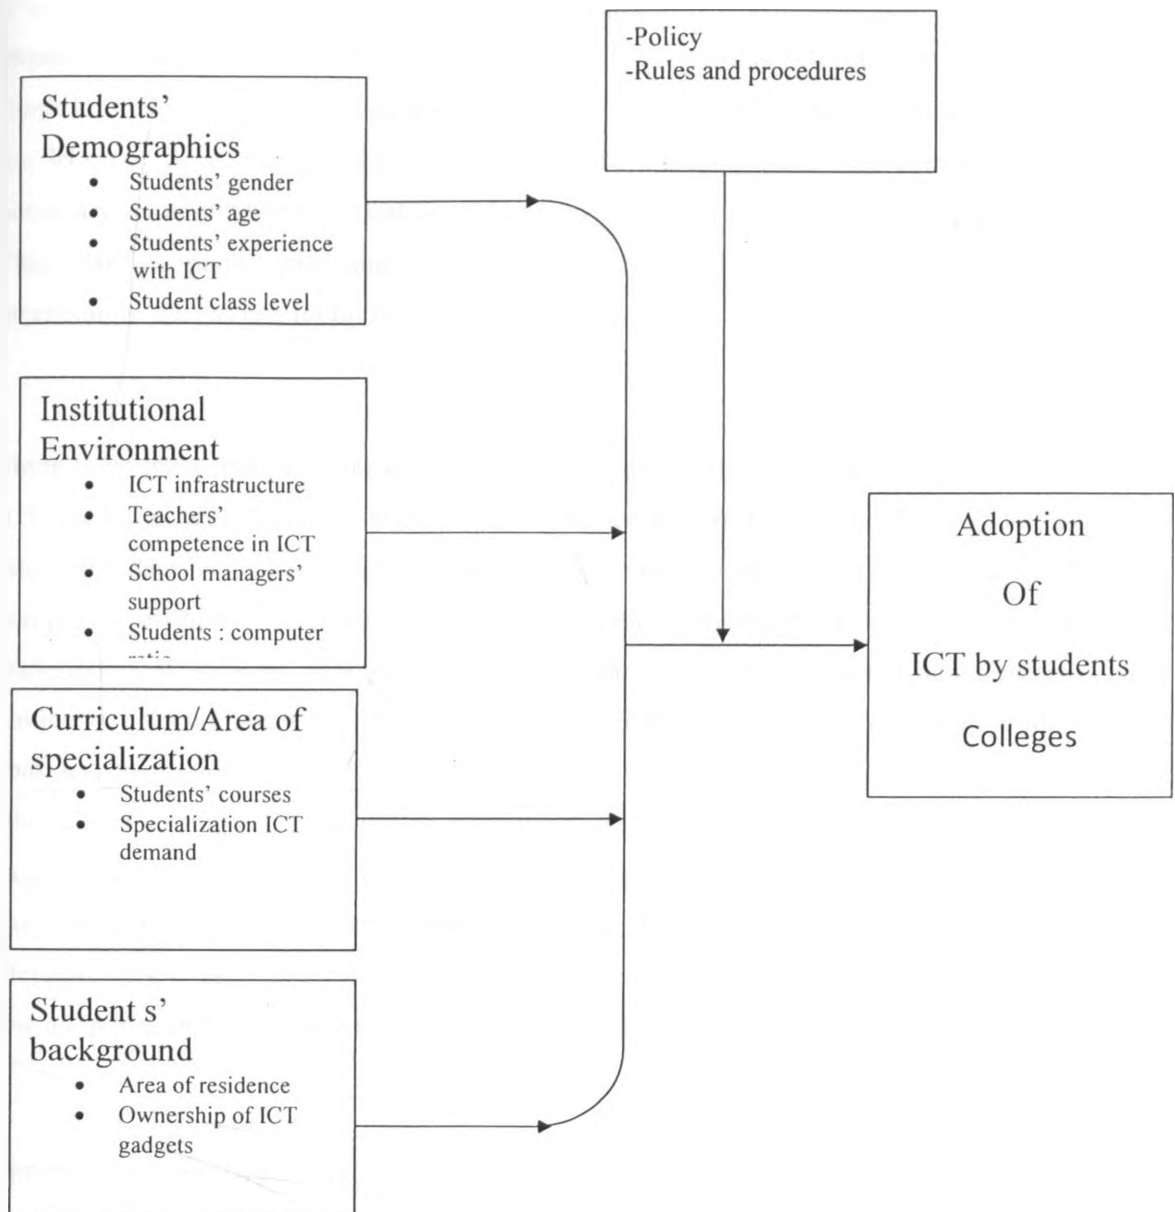 -Policy
-Rules and procedures
Students’
Demographics
• Students’ gender
• Students’ age
• Students’ experience
with ICT
• Student class level
Institutional
Environment
• ICT infrastructure
• Teachers’
competence in ICT
• School managers’
support
• Students : computer
Curriculum/Area of
specialization
• Students’ courses
• Specialization ICT
demand
Student s’
background
• Area of residence
• Ownership of ICT
gadgets
Adoption
Of
ICT by students
Colleges